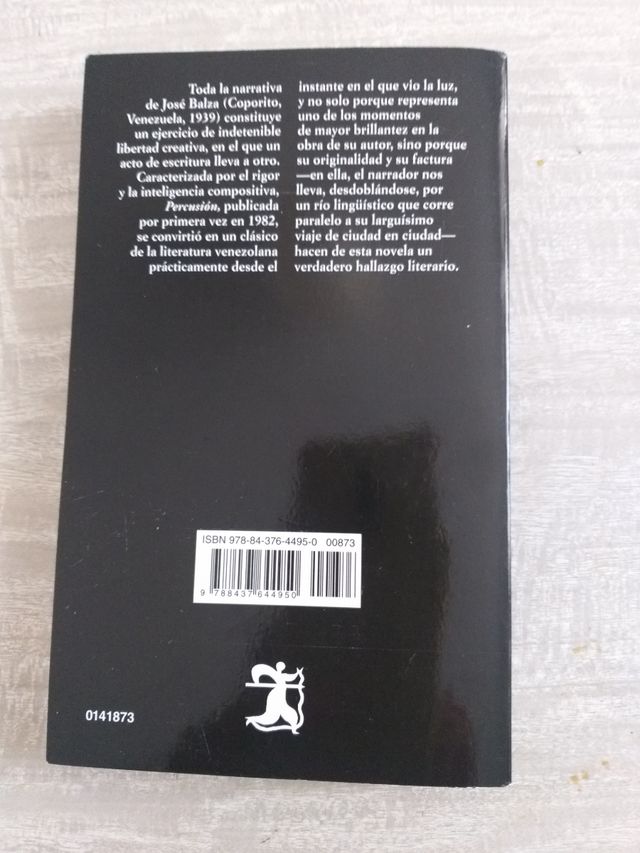 Toda la narrativa
de José Balza (Coporito,
Venezuela, 1939) constituye
un ejercicio de indetenible
libertad creativa, en el que un
acto de escritura lleva a otro.
Caracterizada por el rigor
y la inteligencia compositiva,
Percusión, publicada
por primera vez en 1982,
se convirtió en un clásico
de la literatura venezolana
prácticamente desde el
instante en el que vio la luz,
y no solo porque representa
uno de los momentos
de mayor brillantez en la
obra de su autor, sino porque
su originalidad y su factura
—en ella, el narrador nos
lleva, desdoblándose, por
un río lingüístico que corre
paralelo a su larguísimo
viaje de ciudad en ciudad—
hacen de esta novela un
verdadero hallazgo literario.
ISBN 978-84-376-4495-0 00873
9 788437 644950
0141873